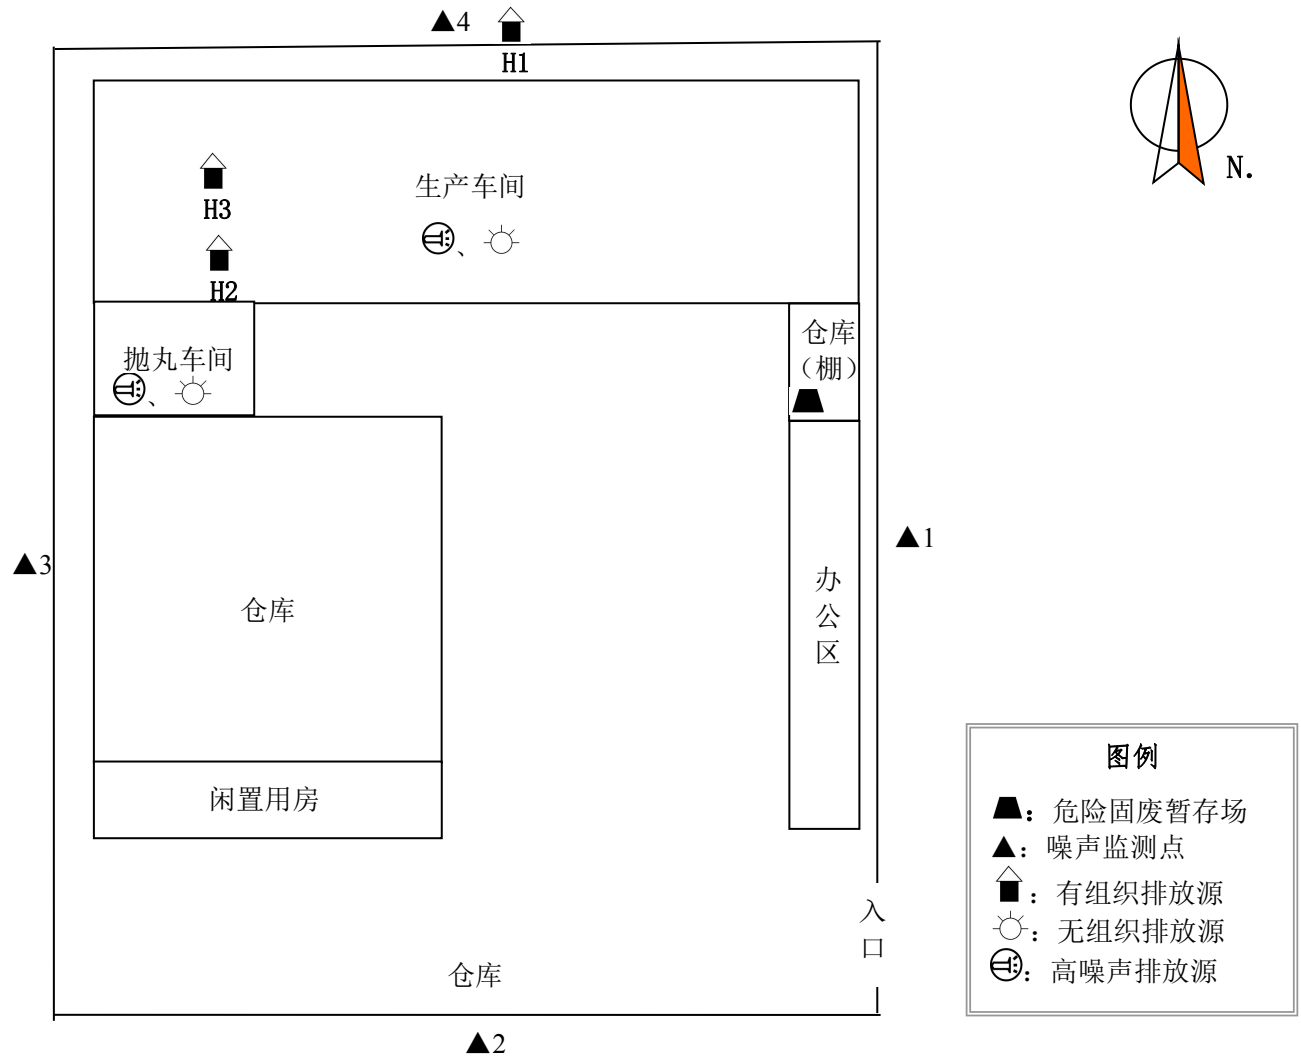 ▲4
H1
N.
H3
生产车间
、
H2
仓库
（棚）
抛丸车间
、
▲1
▲3
办
公
区
仓库
图例
闲置用房
：危险固废暂存场
▲：噪声监测点
：有组织排放源
入
口
：无组织排放源
：高噪声排放源
仓库
▲2